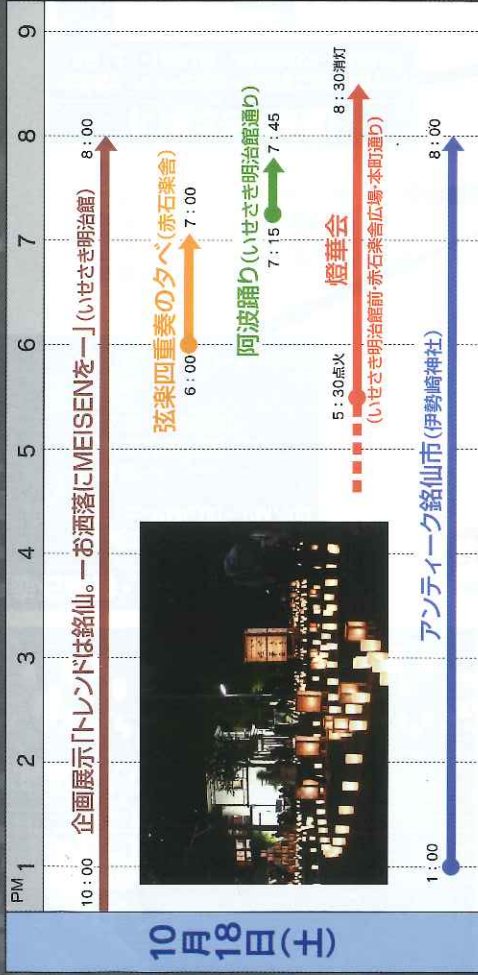 10月18日(土)
PM 1 2 3 4 5 6 7 8 9
企画展示「トレンドは銘仙。ーお洒落にMEISENをー」(いせさき明治館)
10:00
8:00
弦楽四重奏の夕べ(赤石楽舎)
6:00
7:00
阿波踊り(いせさき明治館通り)
7:15
7:45
燈華会
5:30点火
8:30消灯
(いせさき明治館前・赤石楽舎広場・本町通り)
アンティーク銘仙市(伊勢崎神社)
1:00
8:00